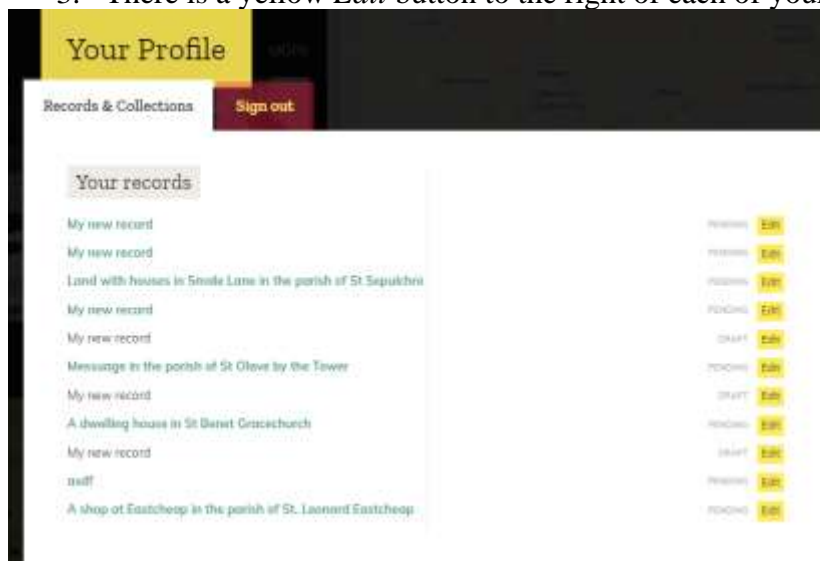 3. There is a yellow Edit button to the right of each of your
Your Profile
Records & Collections Sign out
Your records
My new record PENDING Edit
My new record PENDING Edit
Land with houses in Smode Lane in the parish of St Sepulchre PENDING Edit
My new record PENDING Edit
My new record DRAFT Edit
Message in the parish of St Olave by the Tower PENDING Edit
My new record DRAFT Edit
A dwelling house in St Benet Gracechurch PENDING Edit
My new record DRAFT Edit
asdf PENDING Edit
A shop at Eastcheap in the parish of St. Leonard Eastcheap PENDING Edit